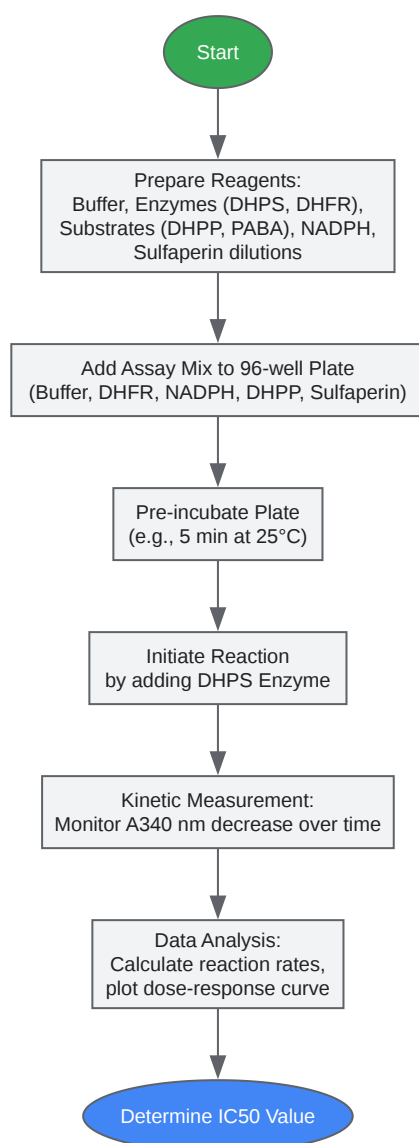 Start
Prepare Reagents:
Buffer, Enzymes (DHPS, DHFR),
Substrates (DHPP, PABA), NADPH,
Sulfaperin dilutions
Add Assay Mix to 96-well Plate
(Buffer, DHFR, NADPH, DHPP, Sulfaperin)
Pre-incubate Plate
(e.g., 5 min at 25°C)
Initiate Reaction
by adding DHPS Enzyme
Kinetic Measurement:
Monitor A340 nm decrease over time
Data Analysis:
Calculate reaction rates,
plot dose-response curve
Determine IC50 Value